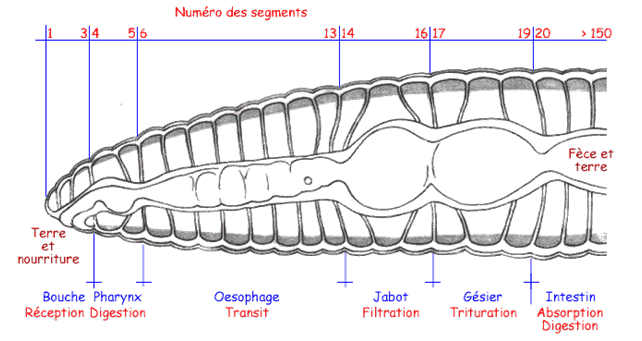 Numéro des segments
1 3 4 5 6 13 14 16 17 19 20 > 150
Fèce et
terre
Terre
et
nourriture
Bouche Pharynx Oesophage Jabot Gésier Intestin
Réception Digestion Transit Filtration Trituration Absorption
Digestion